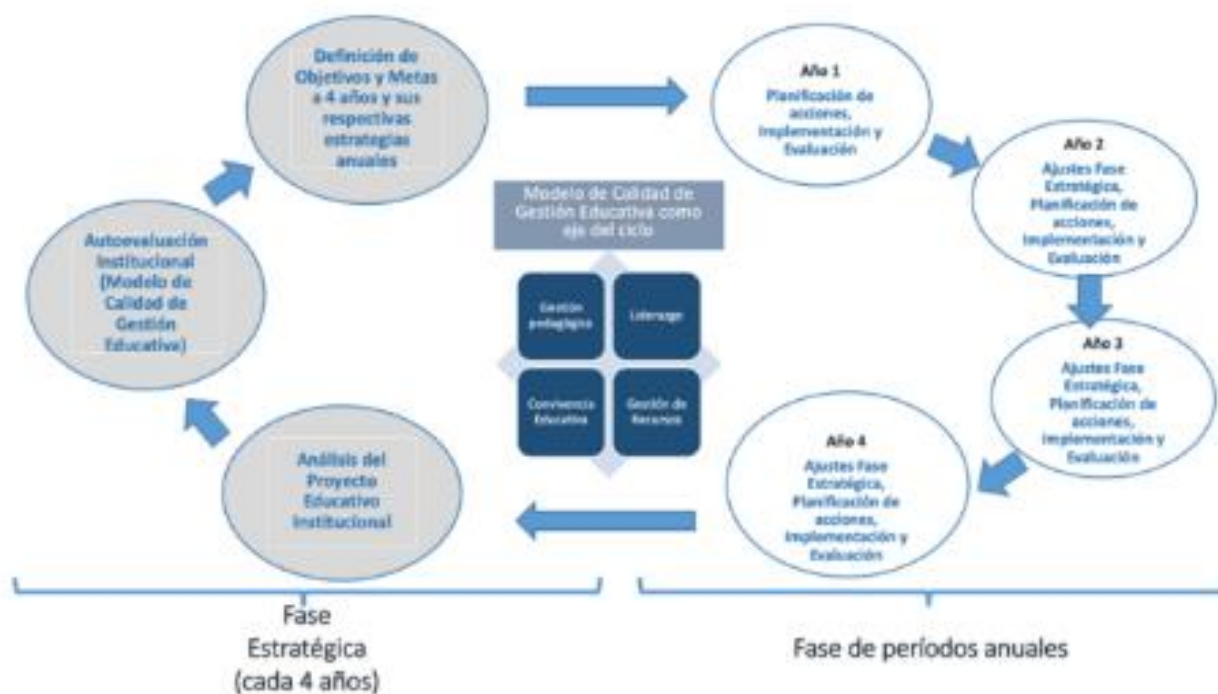 Definición de
Objetivos y Metas
a 4 años y sus
respectivas
estrategias
anuales
Año 1
Planificación de
acciones,
Implementación y
Evaluación
Año 2
Ajustes Fase
Estratégica,
Planificación de
acciones,
Implementación y
Evaluación
Modelo de Calidad de
Gestión Educativa como
eje del ciclo
Autoevaluación
Institucional
(Modelo de
Calidad de
Gestión
Educativa)
Gestión
pedagógica
Liderazgo
Convivencia
Educativa
Gestión de
Recursos
Año 3
Ajustes Fase
Estratégica,
Planificación de
acciones,
Implementación y
Evaluación
Año 4
Ajustes Fase
Estratégica,
Planificación de
acciones,
Implementación y
Evaluación
Análisis del
Proyecto
Educativo
Institucional
Fase
Estratégica
(cada 4 años)
Fase de períodos anuales